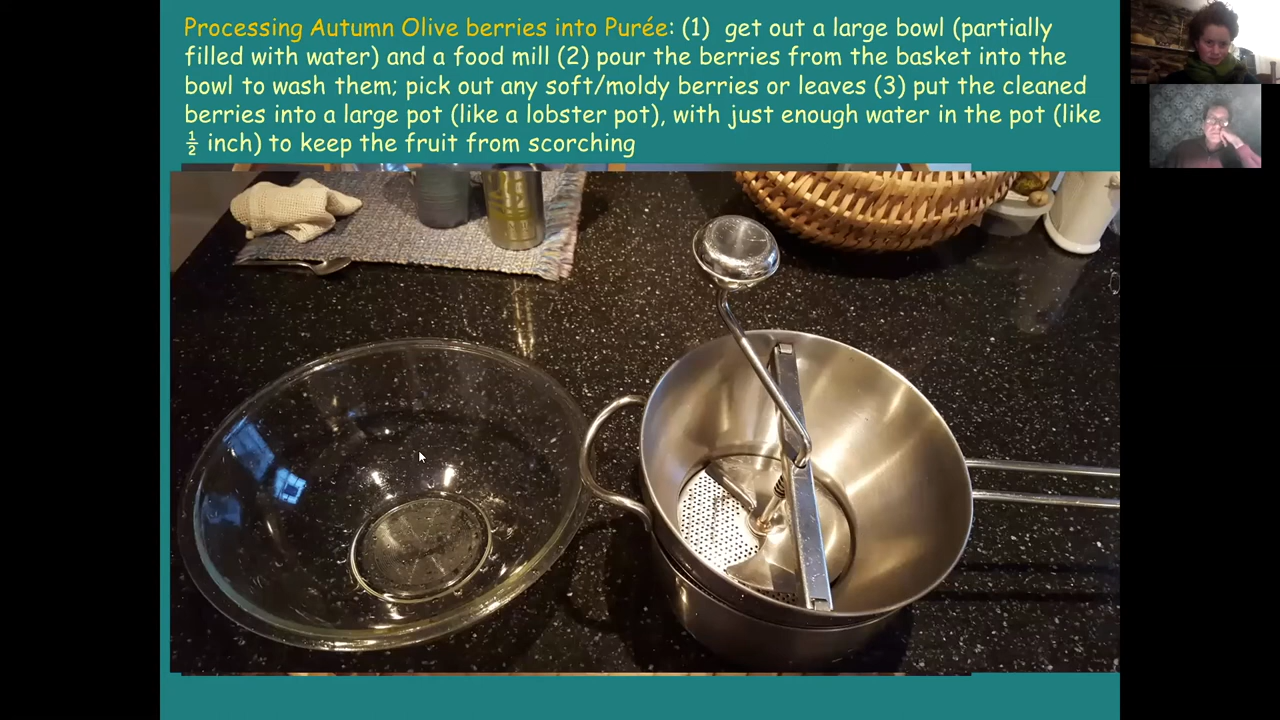 Processing Autumn Olive berries into Purée: (1) get out a large bowl (partially
filled with water) and a food mill (2) pour the berries from the basket into the
bowl to wash them; pick out any soft/moldy berries or leaves (3) put the cleaned
berries into a large pot (like a lobster pot), with just enough water in the pot (like
½ inch) to keep the fruit from scorching